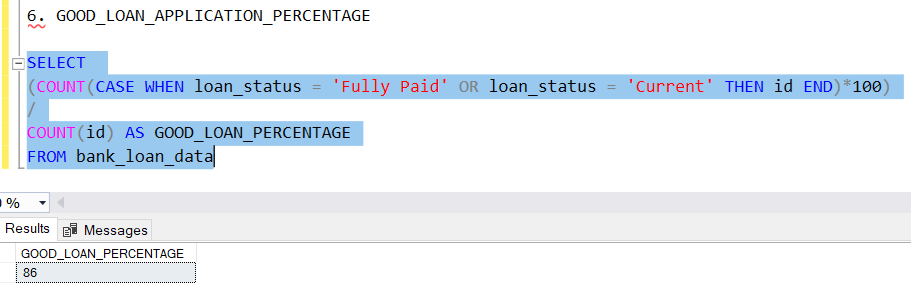 6. GOOD_LOAN_APPLICATION_PERCENTAGE
SELECT
(COUNT(CASE WHEN loan_status = 'Fully Paid' OR loan_status = 'Current' THEN id END)*100)
/
COUNT(id) AS GOOD_LOAN_PERCENTAGE
FROM bank_loan_data
0 %
Results Messages
GOOD_LOAN_PERCENTAGE
86